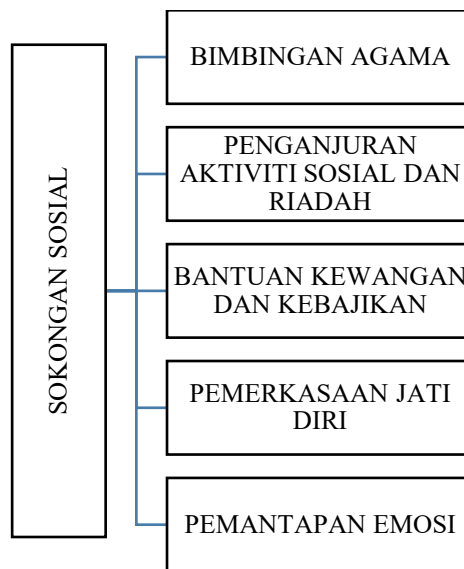 SOKONGAN SOSIAL
BIMBINGAN AGAMA
PENGANJURAN
AKTIVITI SOSIAL DAN
RIADAH
BANTUAN KEWANGAN
DAN KEBAJIKAN
PEMERKASAAN JATI
DIRI
PEMANTAPAN EMOSI